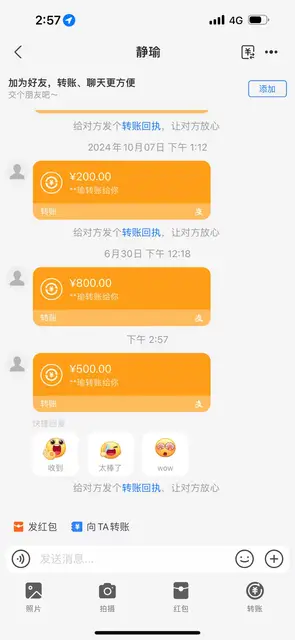 2:57
4G
静瑜
加为好友，转账、聊天更方便
交个朋友吧~
添加
给对方发个转账回执，让对方放心
2024年10月07日 下午 1:12
¥200.00
**瑜转账给你
转账
给对方发个转账回执，让对方放心
6月30日 下午 12:18
¥800.00
**瑜转账给你
转账
下午 2:57
¥500.00
**瑜转账给你
转账
快捷回复
收到
太棒了
wow
给对方发个转账回执，让对方放心
发红包
向TA转账
发送消息...
照片
拍摄
红包
转账